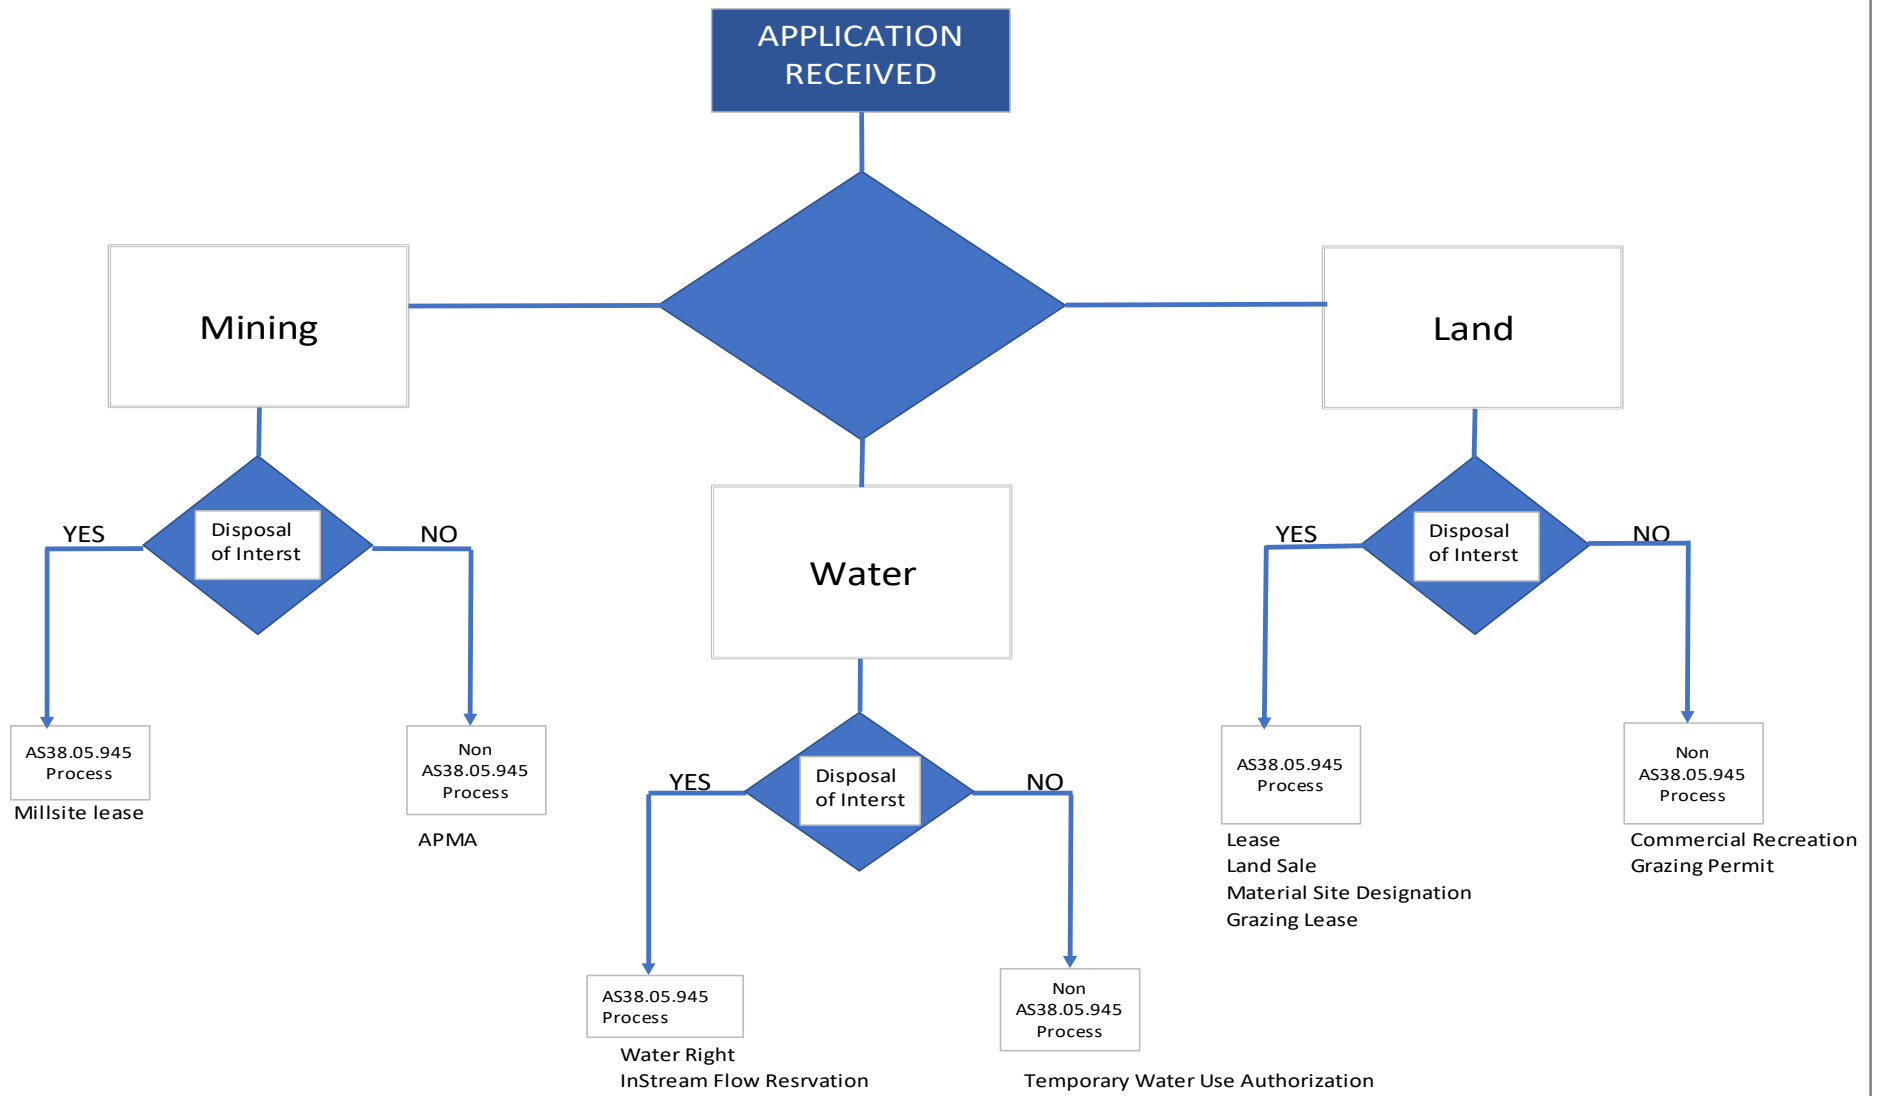 APPLICATION
RECEIVED
Mining
Land
Water
YES
Disposal
of Interst
NO
YES
Disposal
of Interst
NO
AS38.05.945
Process
Millsite lease
Non
AS38.05.945
Process
APMA
YES
Disposal
of Interst
NO
AS38.05.945
Process
Lease
Land Sale
Material Site Designation
Grazing Lease
Non
AS38.05.945
Process
Commercial Recreation
Grazing Permit
AS38.05.945
Process
Water Right
InStream Flow Resrvation
Non
AS38.05.945
Process
Temporary Water Use Authorization